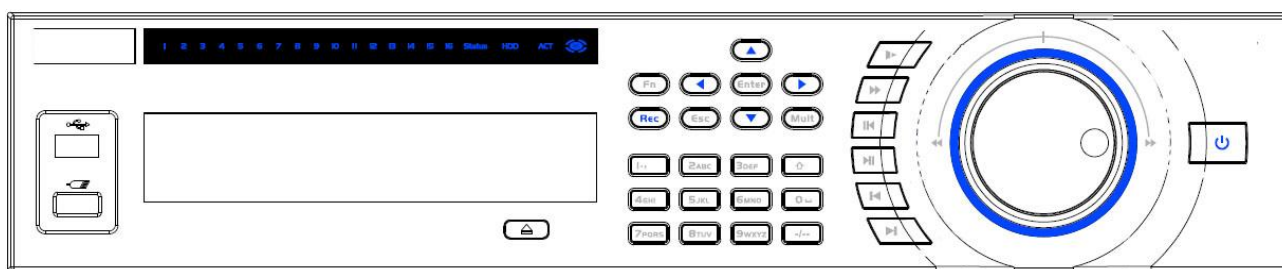 1 2 3 4 5 6 7 8 9 10 11 12 13 14 15 16 Status HDD ACT
Fn Enter
Rec Esc Mult
1 2ABC 3DEF
4GHI 5JKL 6MNO 0
7PQRS 8TUV 9WXYZ -/--